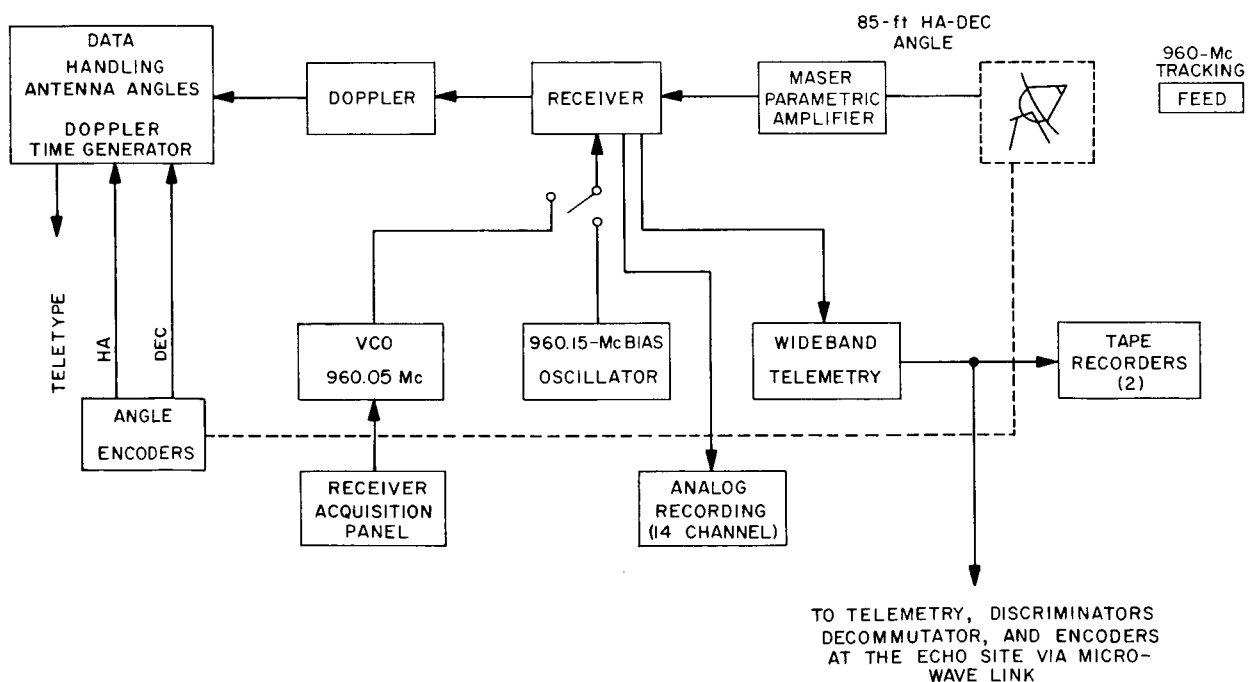 85-ft HA-DEC
ANGLE
960-Mc
TRACKING
FEED
DATA
HANDLING
ANTENNA ANGLES
DOPPLER
TIME GENERATOR
DOPPLER
RECEIVER
MASER
PARAMETRIC
AMPLIFIER
TELETYPE
HA
DEC
VCO
960.05 Mc
960.15-Mc BIAS
OSCILLATOR
WIDEBAND
TELEMETRY
TAPE
RECORDERS
(2)
ANGLE
ENCODERS
RECEIVER
ACQUISITION
PANEL
ANALOG
RECORDING
(14 CHANNEL)
TO TELEMETRY, DISCRIMINATORS
DECOMMUTATOR, AND ENCODERS
AT THE ECHO SITE VIA MICRO-
WAVE LINK